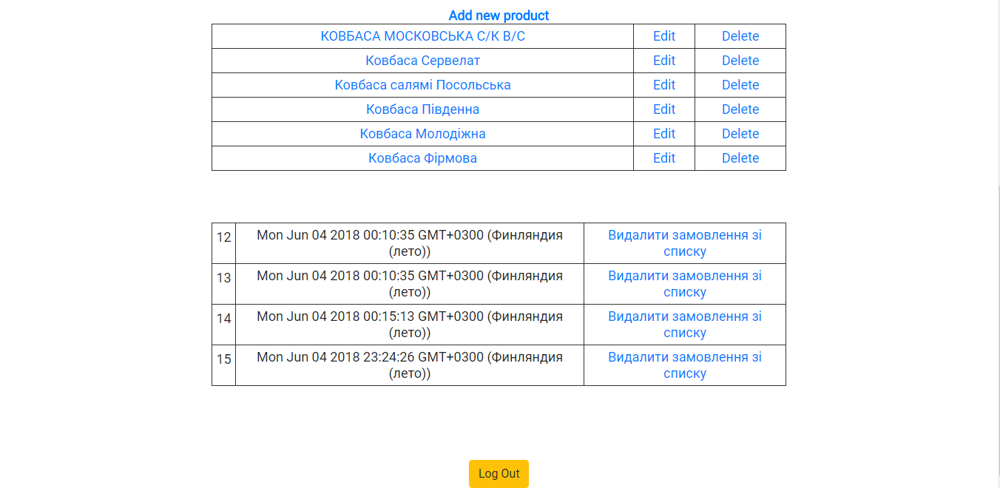 Add new product
КОВБАСА МОСКОВСЬКА С/К В/С Edit Delete
Ковбаса Сервелат Edit Delete
Ковбаса салямі Посольська Edit Delete
Ковбаса Південна Edit Delete
Ковбаса Молодіжна Edit Delete
Ковбаса Фірмова Edit Delete
12 Mon Jun 04 2018 00:10:35 GMT+0300 (Финляндия Видалити замовлення зі
(лето)) списку
13 Mon Jun 04 2018 00:10:35 GMT+0300 (Финляндия Видалити замовлення зі
(лето)) списку
14 Mon Jun 04 2018 00:15:13 GMT+0300 (Финляндия Видалити замовлення зі
(лето)) списку
15 Mon Jun 04 2018 23:24:26 GMT+0300 (Финляндия Видалити замовлення зі
(лето)) списку
Log Out